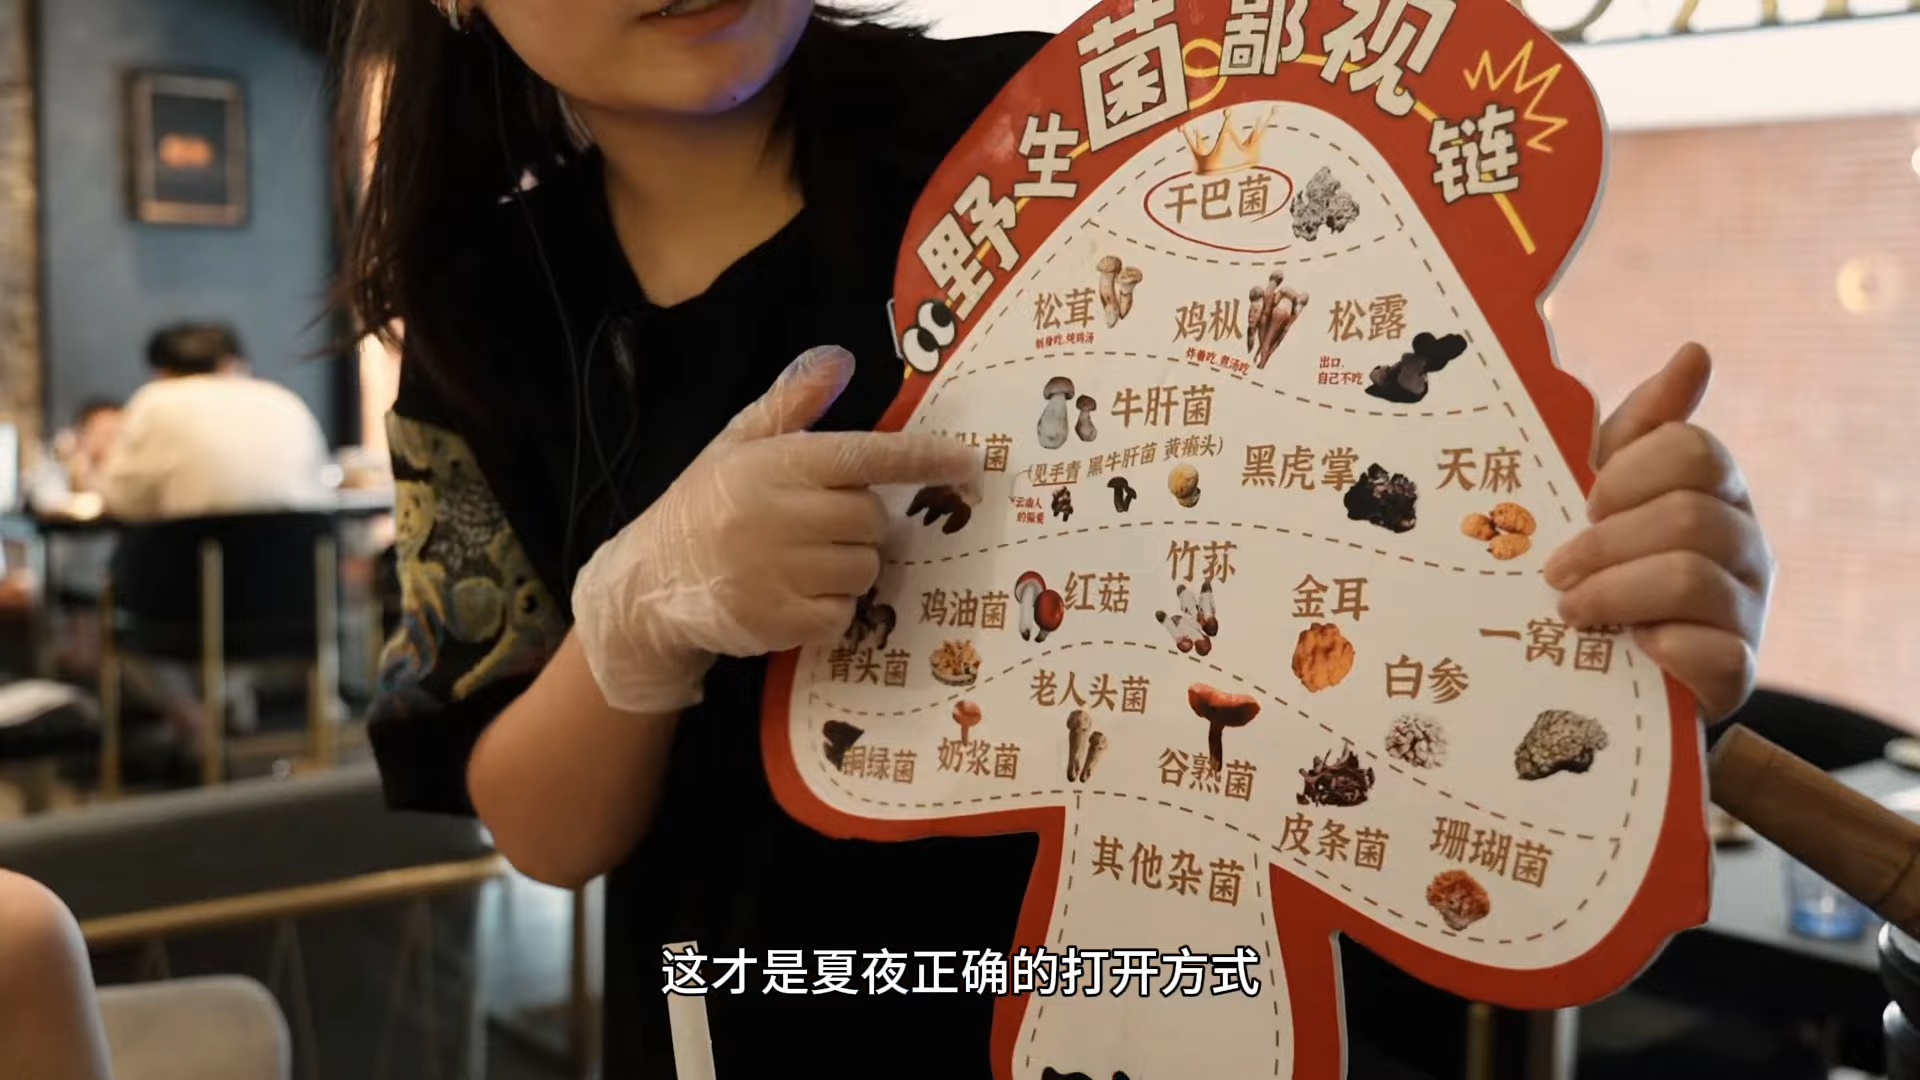 野生菌鄙视链
干巴菌
松茸
刺身吃、炖鸡汤
鸡枞
炸着吃、煮汤吃
松露
出口，
自己不吃
牛肝菌
(见手青 黑牛肝菌 黄癞头)
云南人
的偏爱
肚菌
黑虎掌
天麻
竹荪
鸡油菌
红菇
金耳
一窝菌
青头菌
老人头菌
白参
铜绿菌
奶浆菌
谷熟菌
皮条菌
珊瑚菌
其他杂菌
这才是夏夜正确的打开方式